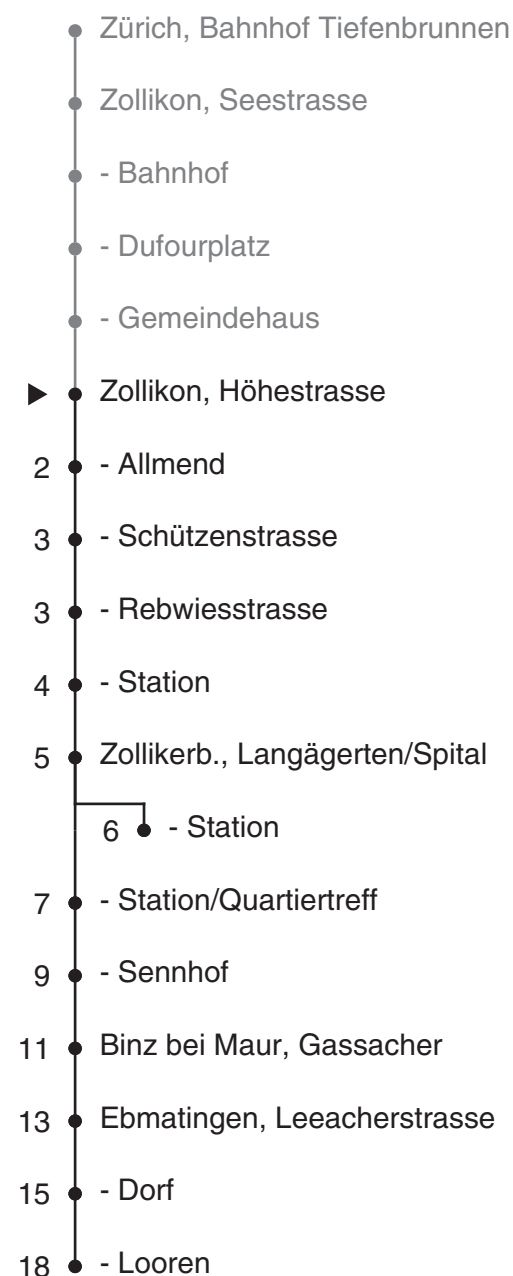 Zürich, Bahnhof Tiefenbrunnen
Zollikon, Seestrasse
- Bahnhof
- Dufourplatz
- Gemeindehaus
Zollikon, Höhestrasse
2 - Allmend
3 - Schützenstrasse
3 - Rebwiesstrasse
4 - Station
5 Zollikerb., Langägerten/Spital
6 - Station
7 - Station/Quartiertreff
9 - Sennhof
11 Binz bei Maur, Gassacher
13 Ebmatingen, Leeacherstrasse
15 - Dorf
18 - Looren